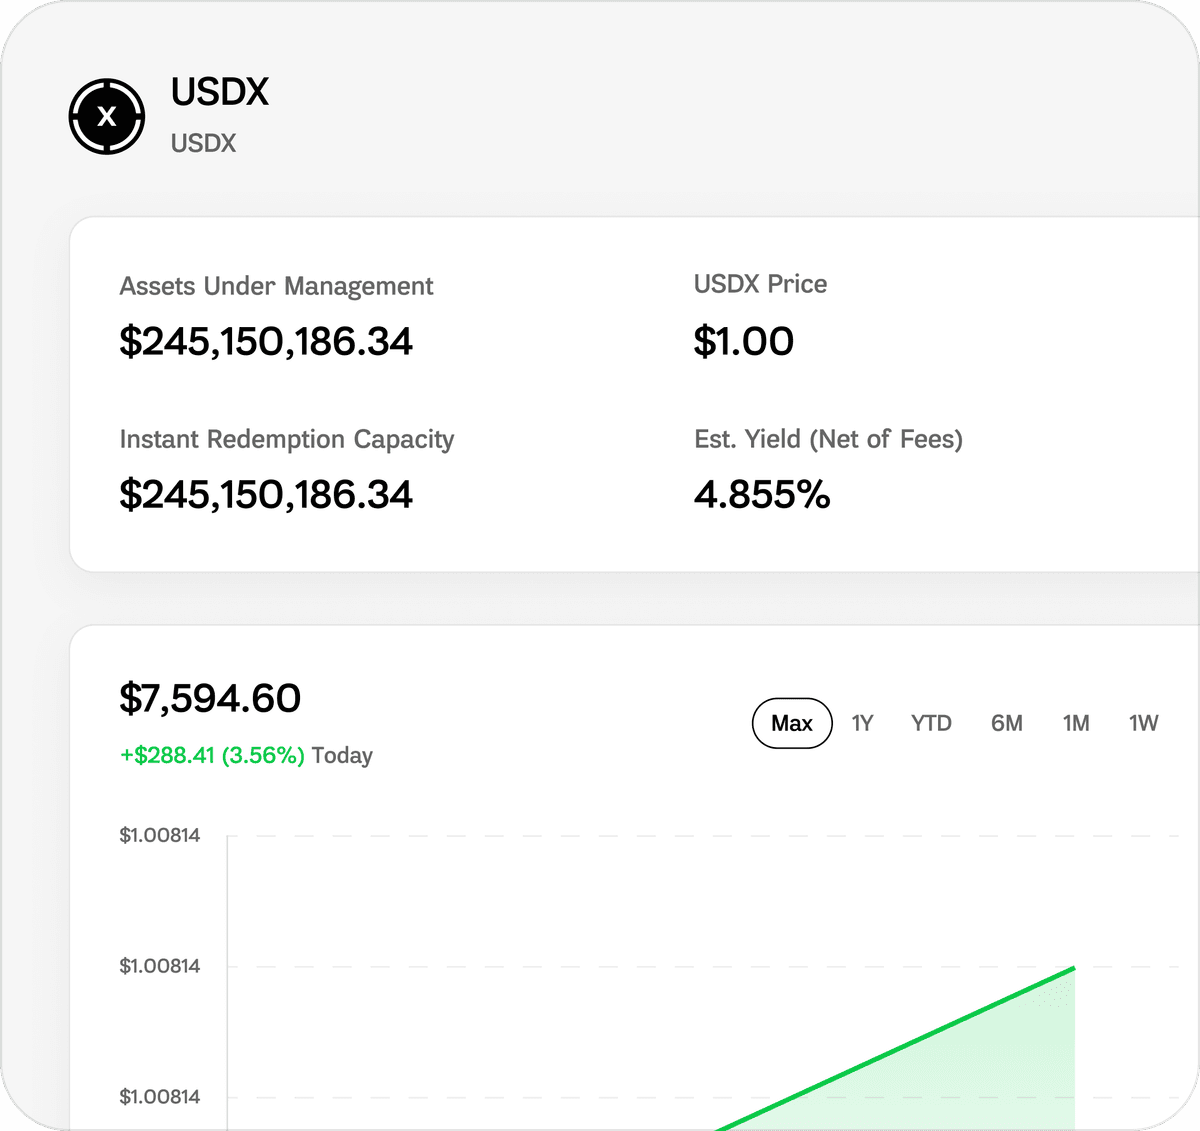 X
USDX
USDX
Assets Under Management
$245,150,186.34
USDX Price
$1.00
Instant Redemption Capacity
$245,150,186.34
Est. Yield (Net of Fees)
4.855%
$7,594.60
+$288.41 (3.56%) Today
Max 1Y YTD 6M 1M 1W
$1.00814
$1.00814
$1.00814